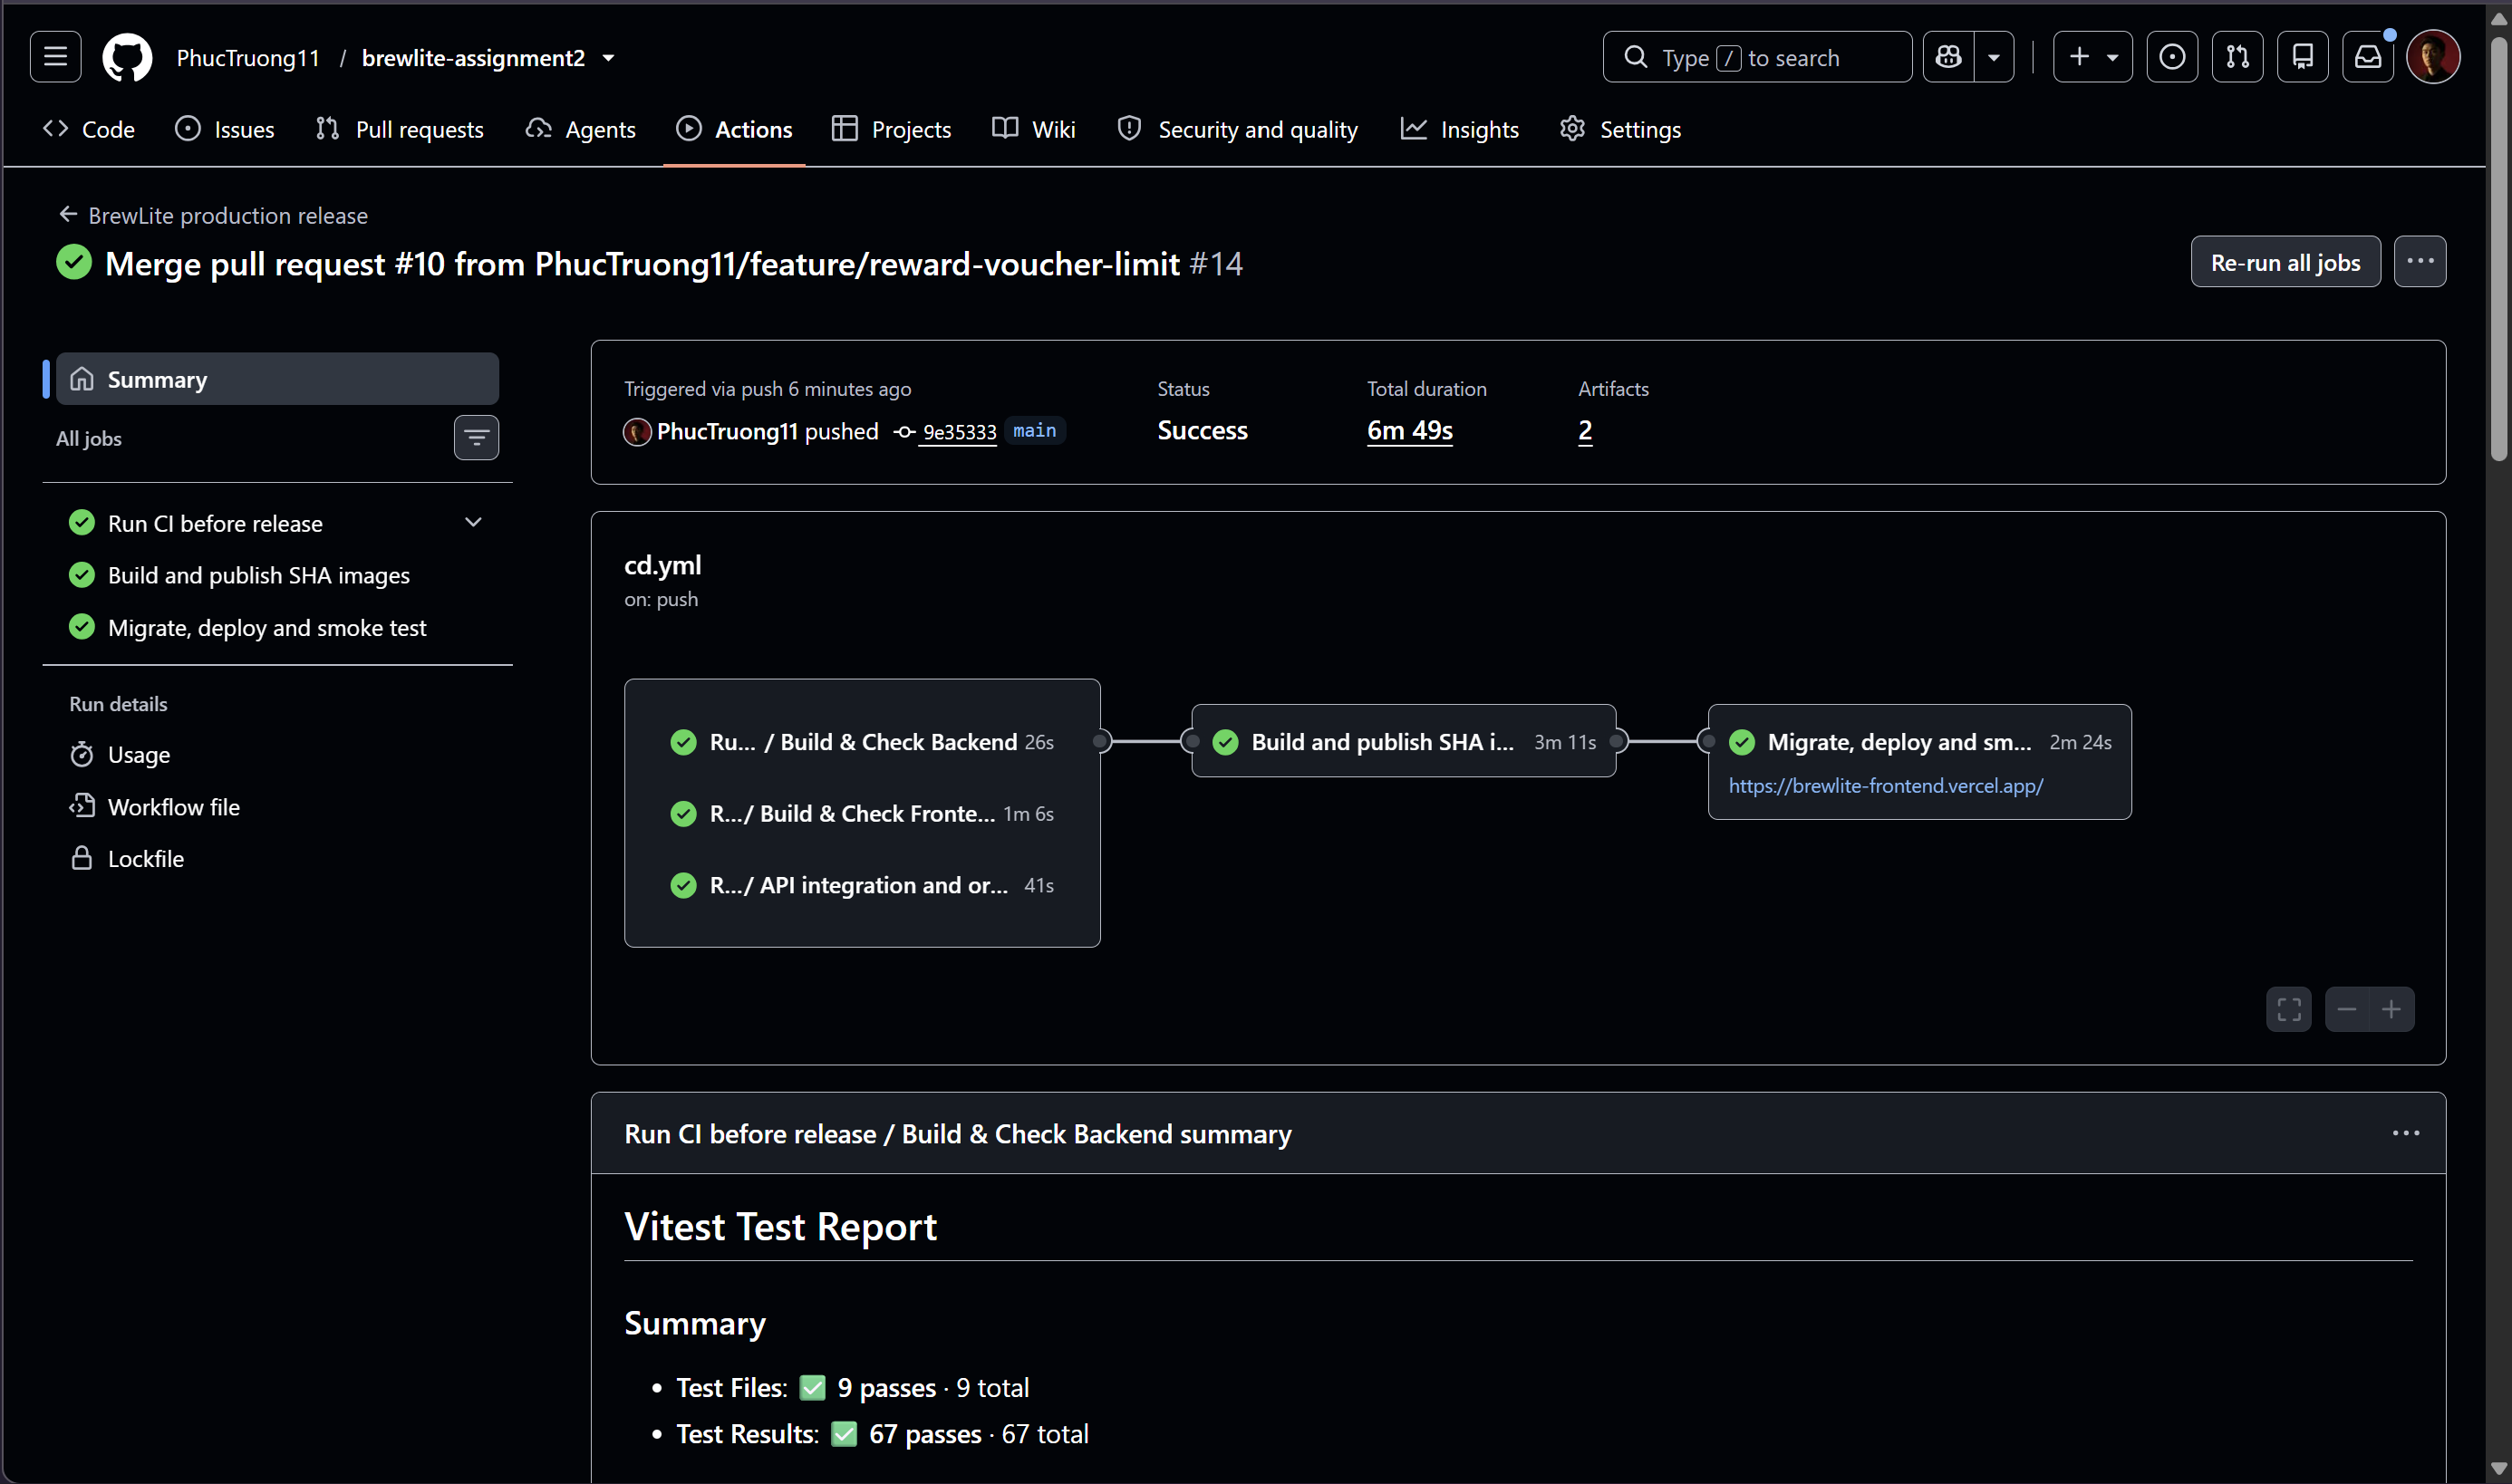 PhucTruong11 / brewlite-assignment2
Type / to search
Code Issues Pull requests Agents Actions Projects Wiki Security and quality Insights Settings
BrewLite production release
Merge pull request #10 from PhucTruong11/feature/reward-voucher-limit #14
Re-run all jobs
Summary
All jobs
Run CI before release
Build and publish SHA images
Migrate, deploy and smoke test
Run details
Usage
Workflow file
Lockfile
Triggered via push 6 minutes ago
PhucTruong11 pushed 9e35333 main
Status
Success
Total duration
6m 49s
Artifacts
2
cd.yml
on: push
Ru... / Build & Check Backend 26s
R.../ Build & Check Fronte... 1m 6s
R.../ API integration and or... 41s
Build and publish SHA i... 3m 11s
Migrate, deploy and sm... 2m 24s
https://brewlite-frontend.vercel.app/
Run CI before release / Build & Check Backend summary
Vitest Test Report
Summary
• Test Files: ✅ 9 passes · 9 total
• Test Results: ✅ 67 passes · 67 total